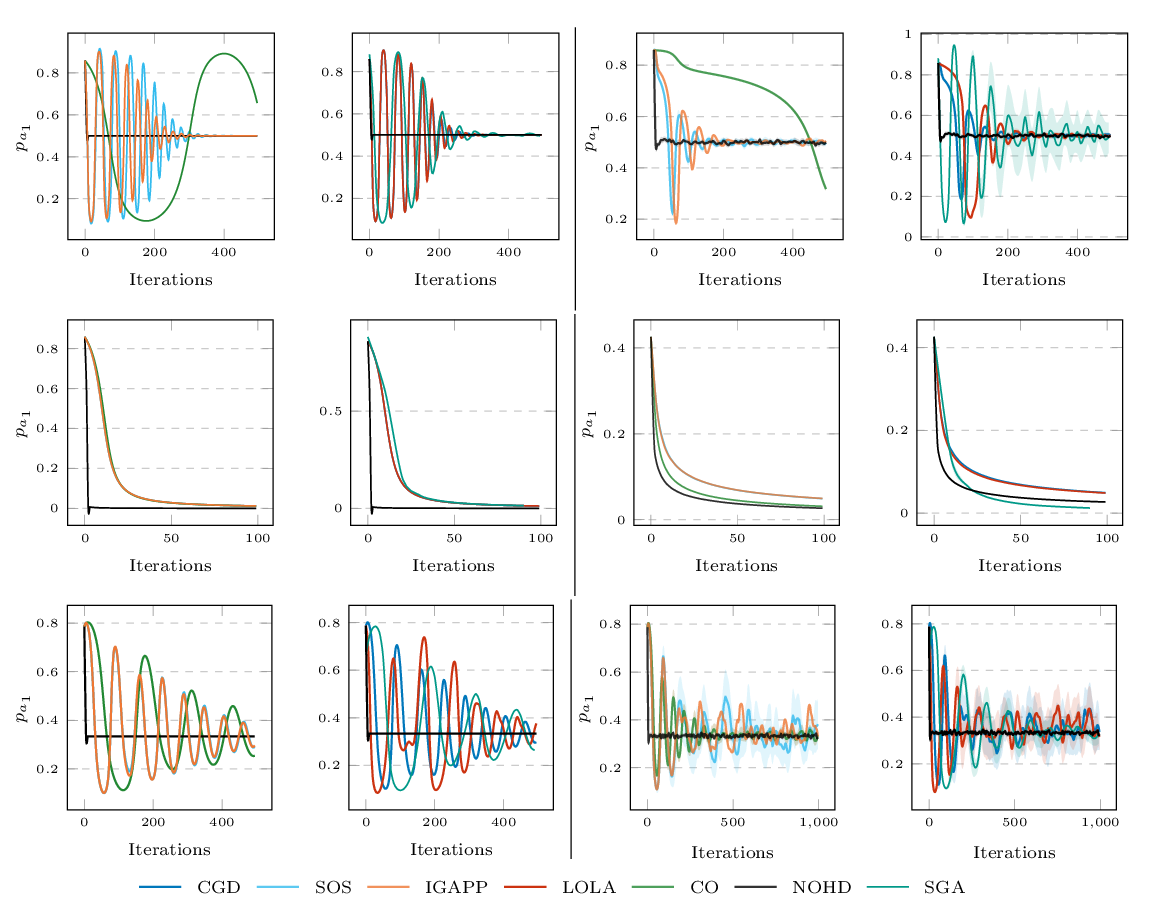 1
0.8 0.8 0.8 0.8
0.6 0.6 0.6 0.6
0.4 0.4 0.4 0.4
0.2 0.2 0.2 0.2
0
p_{a_1} p_{a_1}
0 200 400 0 200 400 0 200 400 0 200 400
Iterations Iterations Iterations Iterations
0.8 0.4 0.4
0.6 0.5
0.4 0.2 0.2
0.2
0 0 0 0
p_{a_1} p_{a_1}
0 50 100 0 50 100 0 50 100 0 50 100
Iterations Iterations Iterations Iterations
0.8 0.8 0.8 0.8
0.6 0.6 0.6 0.6
0.4 0.4 0.4 0.4
0.2 0.2 0.2 0.2
p_{a_1} p_{a_1}
0 200 400 0 200 400 0 500 1,000 0 500 1,000
Iterations Iterations Iterations Iterations
CGD SOS IGAPP LOLA CO NOHD SGA